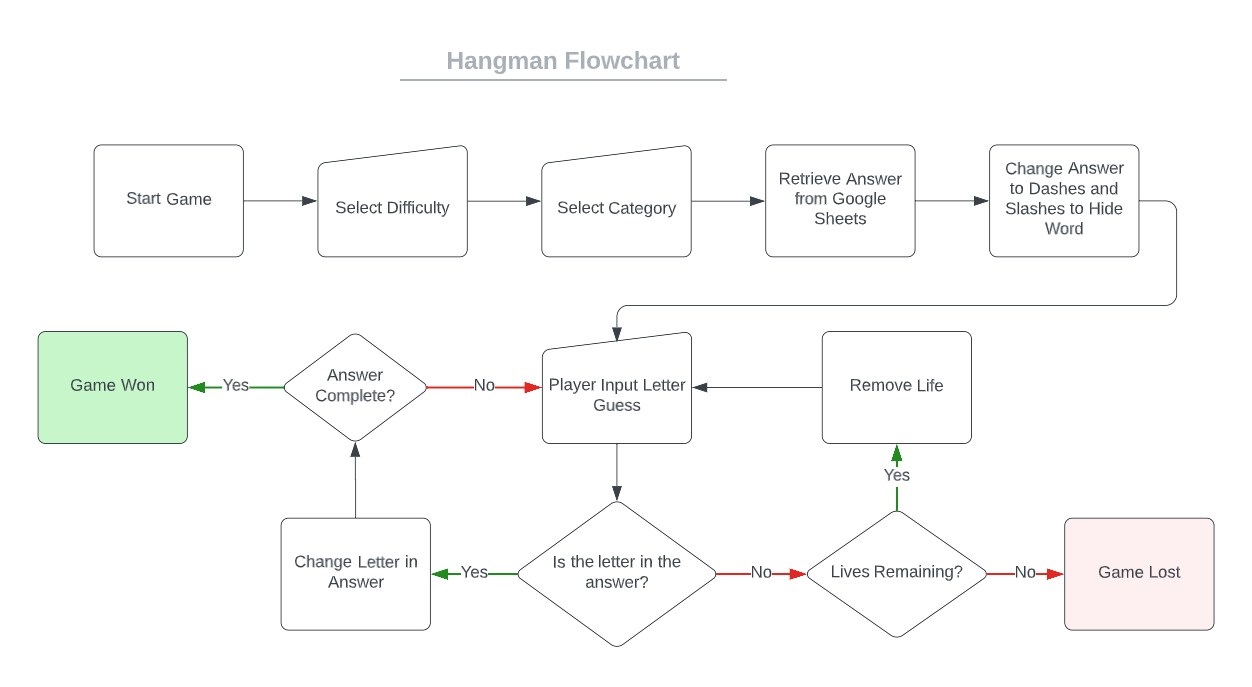 Hangman Flowchart
Start Game
Select Difficulty
Select Category
Retrieve Answer
from Google
Sheets
Change Answer
to Dashes and
Slashes to Hide
Word
Game Won
Yes
Answer
Complete?
No
Player Input Letter
Guess
Remove Life
Yes
Change Letter in
Answer
Yes
Is the letter in the
answer?
No
Lives Remaining?
No
Game Lost